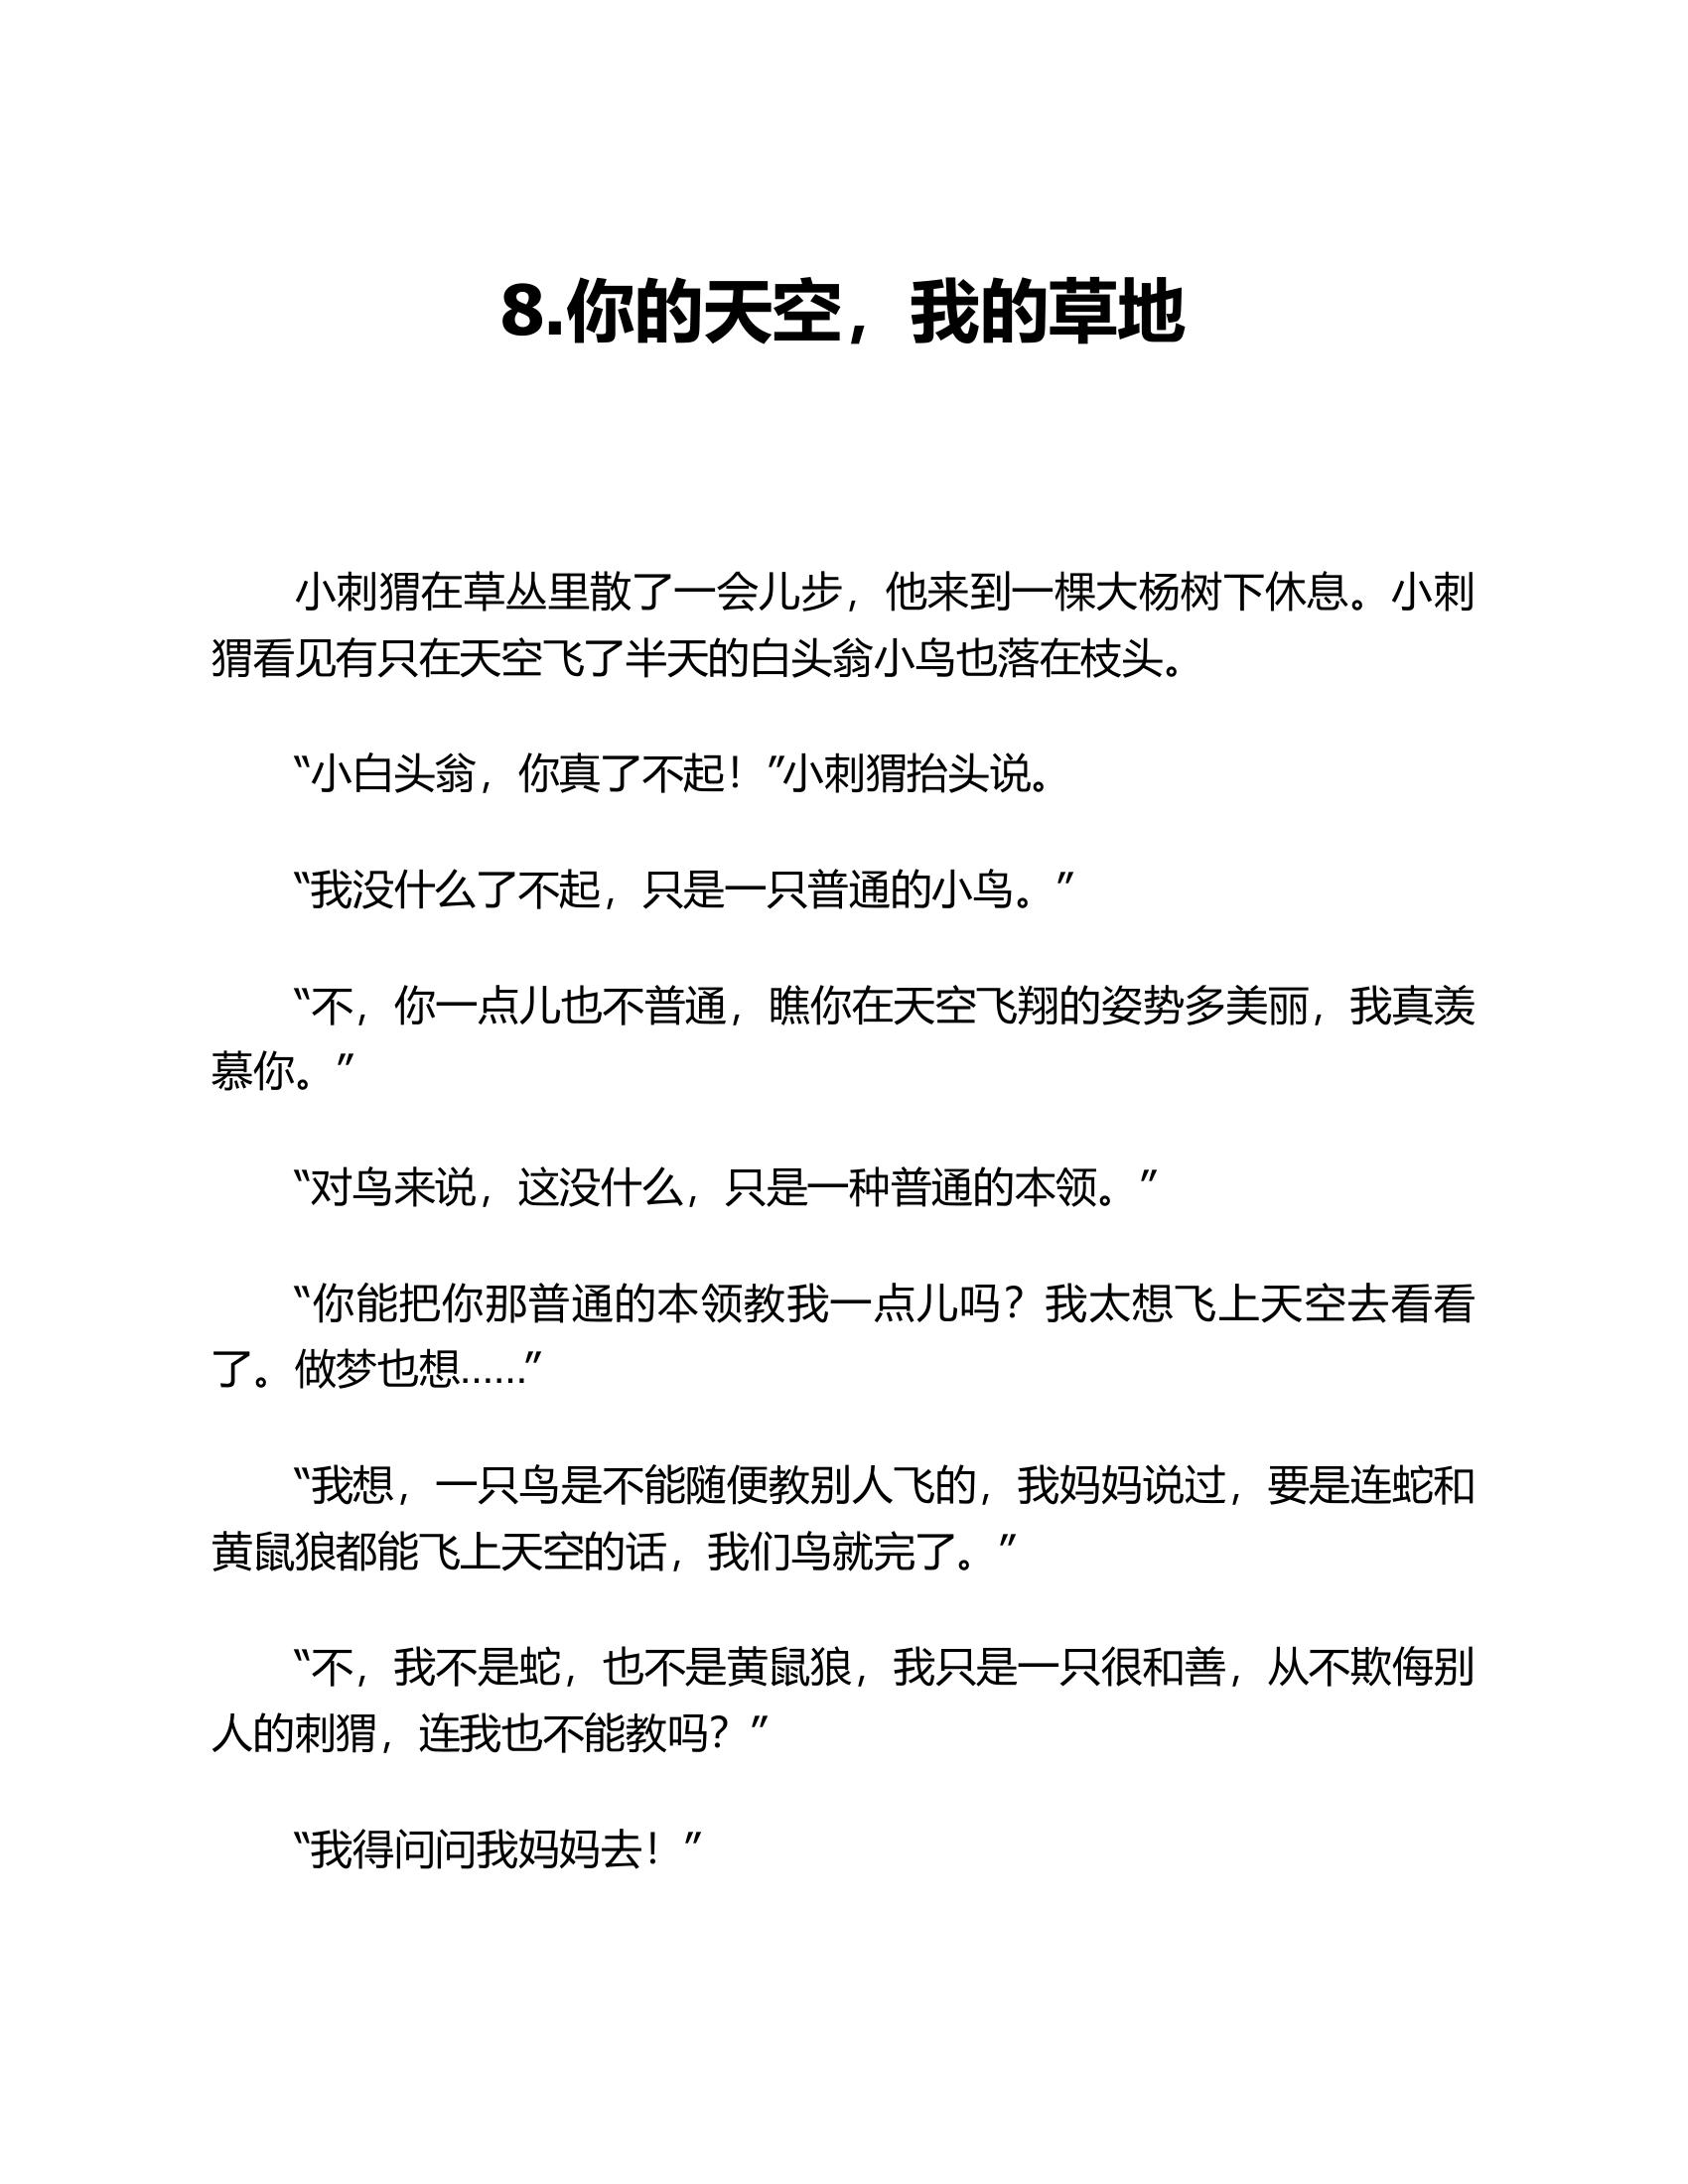 8.你的天空，我的草地
小刺猬在草丛里散了一会儿步，他来到一棵大杨树下休息。小刺
猬看见有只在天空飞了半天的白头翁小鸟也落在枝头。
“小白头翁，你真了不起！”小刺猬抬头说。
“我没什么了不起，只是一只普通的小鸟。”
“不，你一点儿也不普通，瞧你在天空飞翔的姿势多美丽，我真羡
慕你。”
“对鸟来说，这没什么，只是一种普通的本领。”
“你能把你那普通的本领教我一点儿吗？我太想飞上天空去看看
了。做梦也想……”
“我想，一只鸟是不能随便教别人飞的，我妈妈说过，要是连蛇和
黄鼠狼都能飞上天空的话，我们鸟就完了。”
“不，我不是蛇，也不是黄鼠狼，我只是一只很和善，从不欺侮别
人的刺猬，连我也不能教吗？”
“我得问问我妈妈去！”